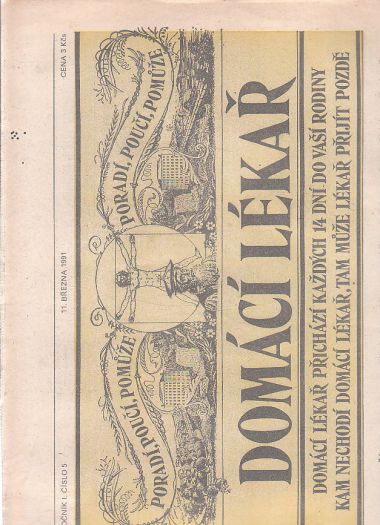 ROČNÍK I. ČÍSLO 5 11. BŘEZNA 1991 CENA 3 Kčs
PORADÍ, POUČÍ, POMŮŽE PORADÍ, POUČÍ, POMŮŽE
DOMÁCÍ LÉKAŘ
DOMÁCÍ LÉKAŘ PŘICHÁZÍ KAŽDÝCH 14 DNÍ DO VAŠÍ RODINY
KAM NECHODÍ DOMÁCÍ LÉKAŘ, TAM MŮŽE LÉKAŘ PŘIJÍT POZDĚ